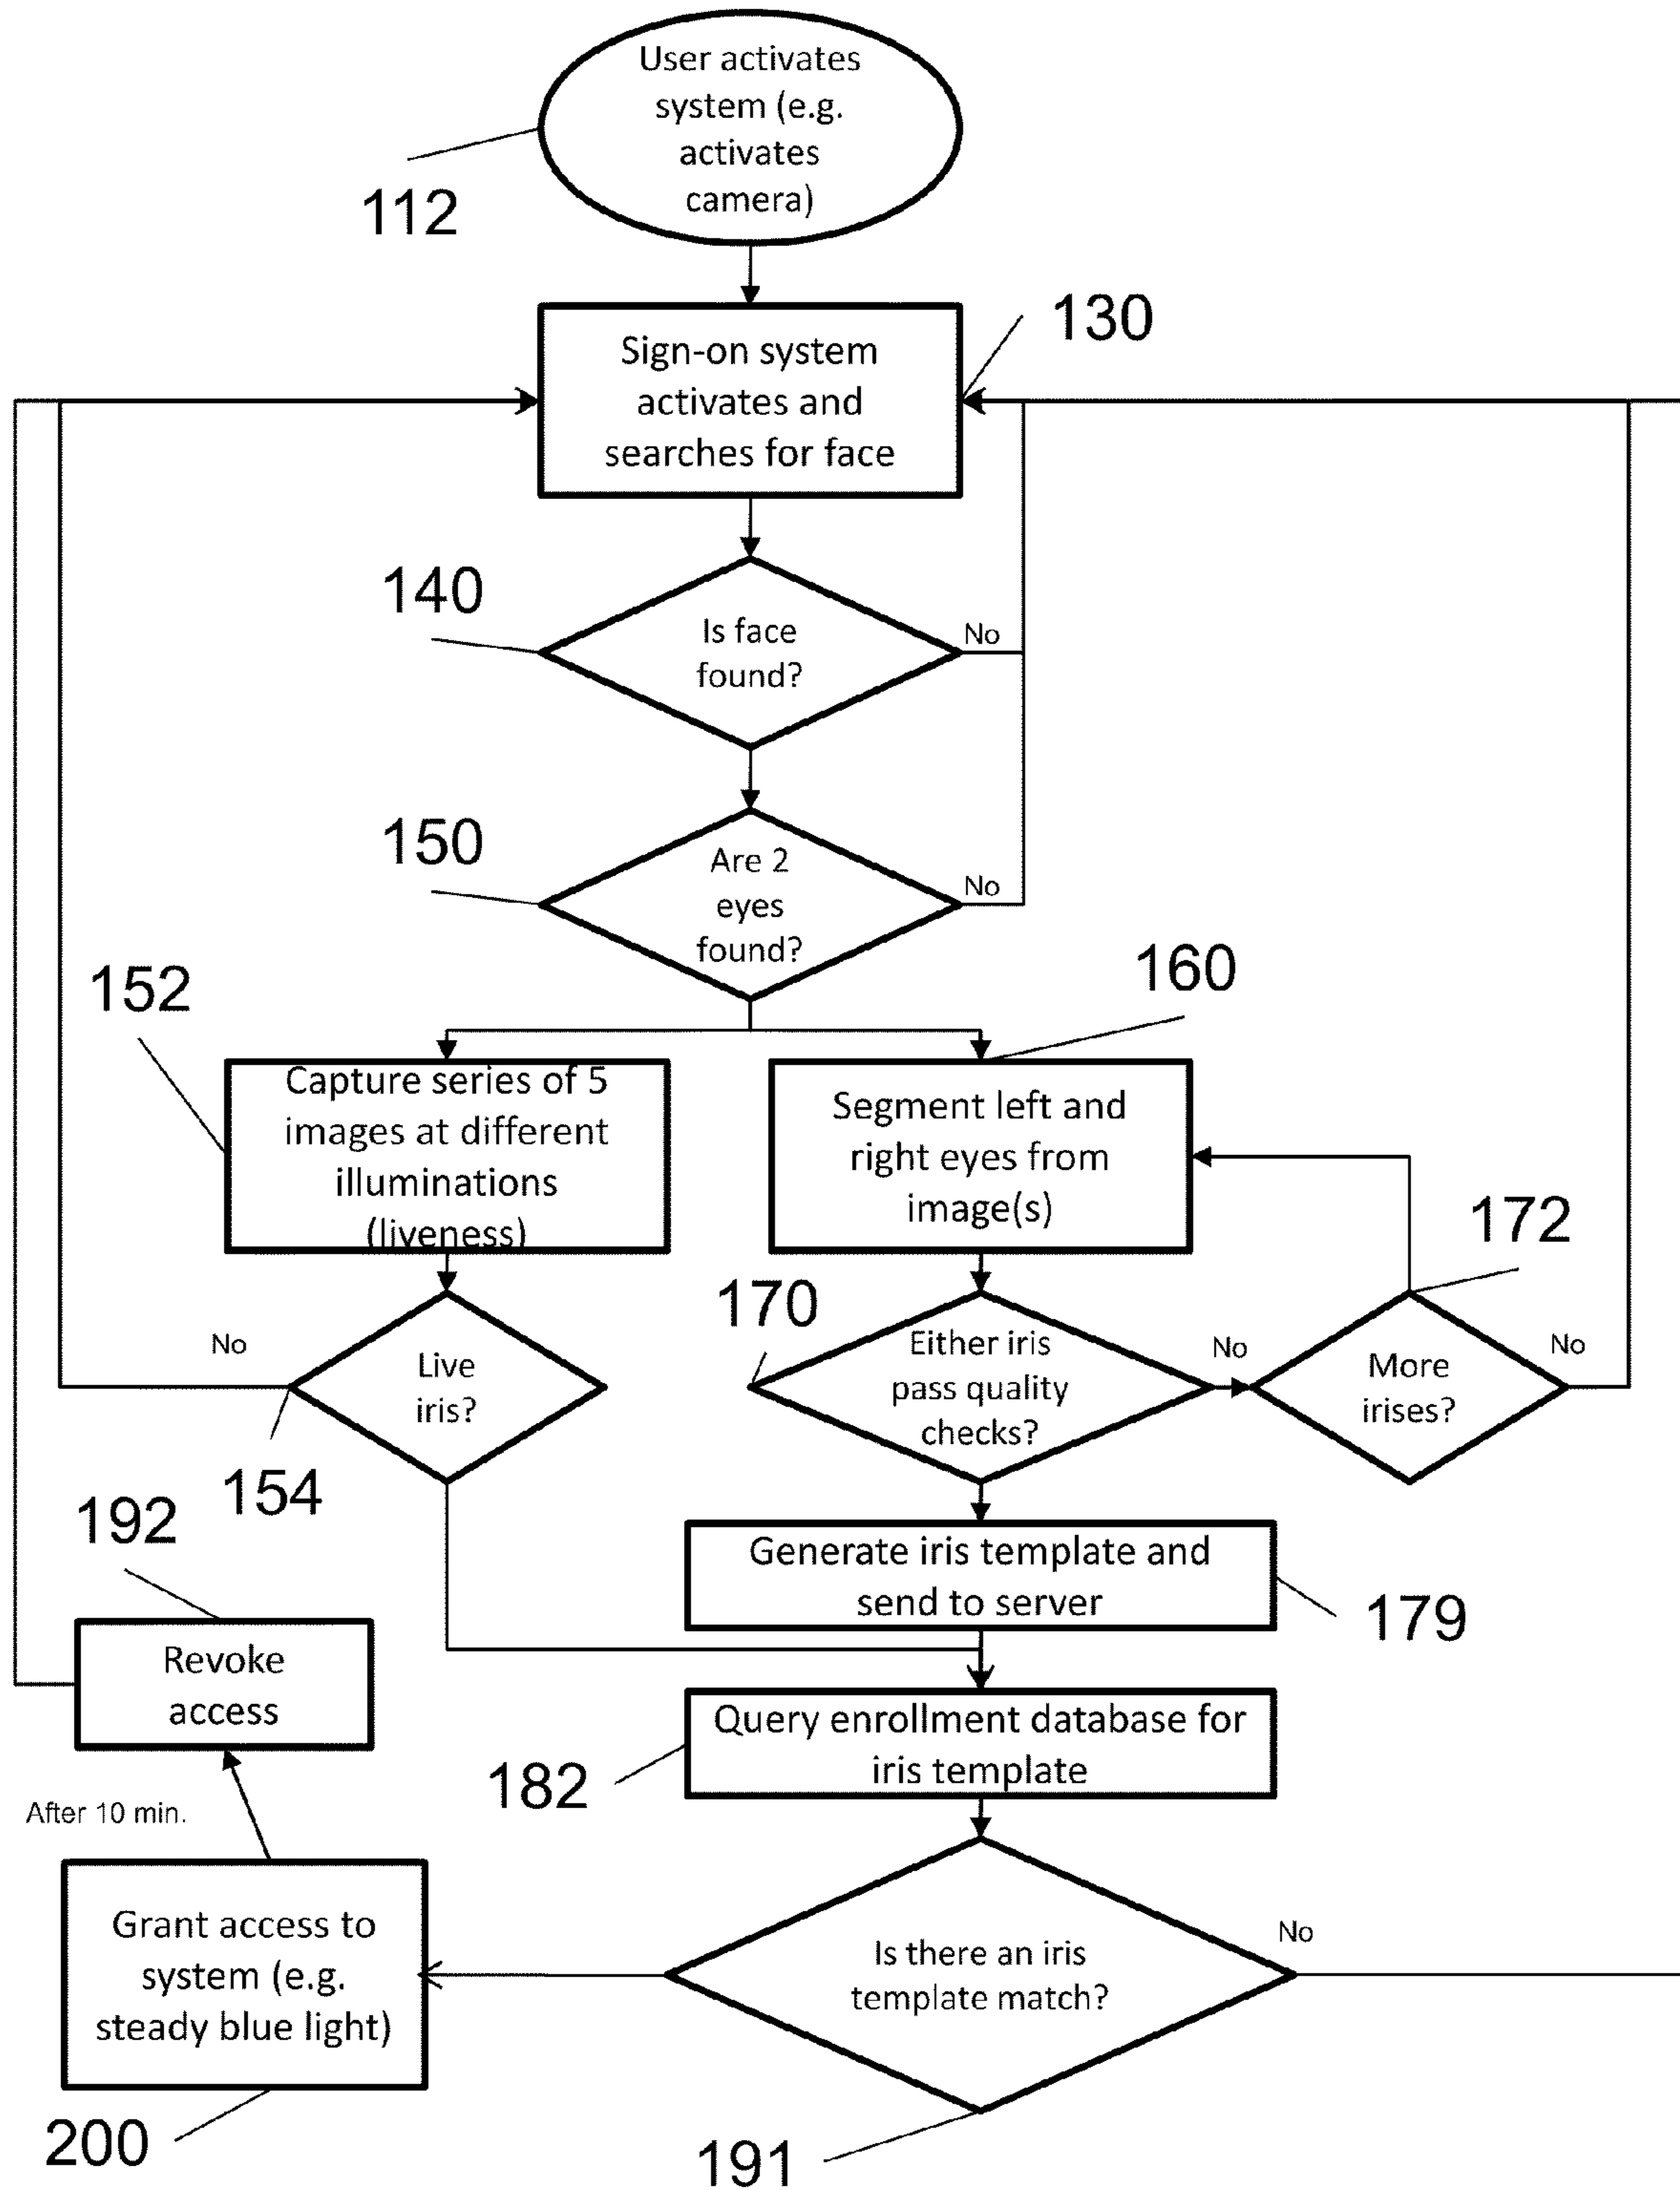 User activates
system (e.g.
activates
camera)
112
130
Sign-on system
activates and
searches for face
140
Is face
found?
No
150
Are 2
eyes
found?
No
152
160
Capture series of 5
images at different
illuminations
(liveness)
Segment left and
right eyes from
image(s)
172
170
No
Live
iris?
Either iris
pass quality
checks?
No
More
irises?
No
154
192
Generate iris template and
send to server
179
Revoke
access
Query enrollment database for
iris template
182
After 10 min.
Grant access to
system (e.g.
steady blue light)
Is there an iris
template match?
No
200
191